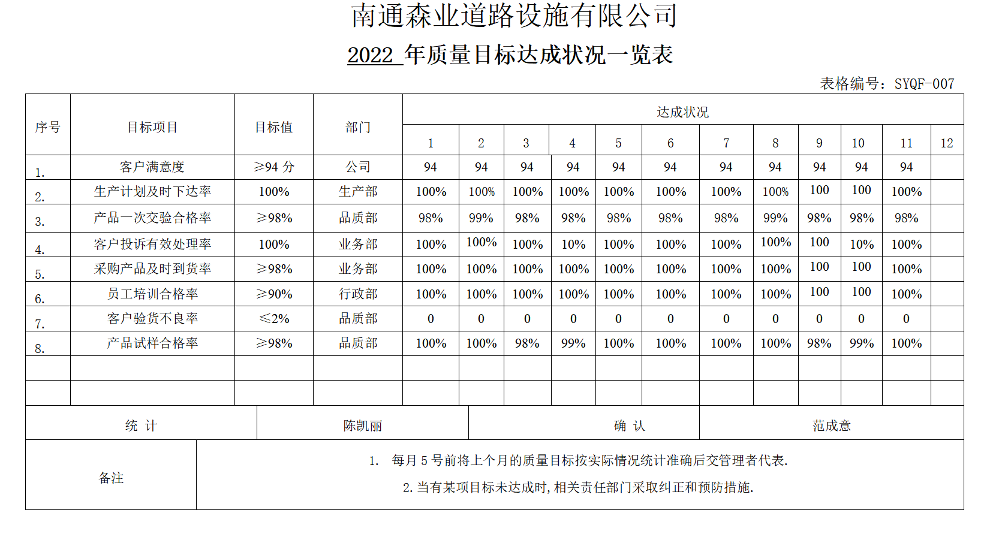 南通森业道路设施有限公司
2022 年质量目标达成状况一览表
表格编号：SYQF-007
序号 目标项目 目标值 部门 达成状况
1 2 3 4 5 6 7 8 9 10 11 12
1. 客户满意度 ≥94 分 公司 94 94 94 94 94 94 94 94 94 94 94
2. 生产计划及时下达率 100% 生产部 100% 100% 100% 100% 100% 100% 100% 100% 100 100 100%
3. 产品一次交验合格率 ≥98% 品质部 98% 99% 98% 98% 98% 98% 98% 99% 98% 98% 98%
4. 客户投诉有效处理率 100% 业务部 100% 100% 100% 10% 100% 100% 100% 100% 100 10% 100%
5. 采购产品及时到货率 ≥98% 业务部 100% 100% 100% 100% 100% 100% 100% 100% 100 100 100%
6. 员工培训合格率 ≥90% 行政部 100% 100% 100% 100% 100% 100% 100% 100% 100 100 100%
7. 客户验货不良率 ≤2% 品质部 0 0 0 0 0 0 0 0 0 0 0
8. 产品试样合格率 ≥98% 品质部 100% 100% 98% 99% 100% 100% 100% 100% 98% 99% 100%
统 计 陈凯丽 确 认 范成意
备注
1. 每月 5 号前将上个月的质量目标按实际情况统计准确后交管理者代表.
2.当有某项目标未达成时,相关责任部门采取纠正和预防措施.